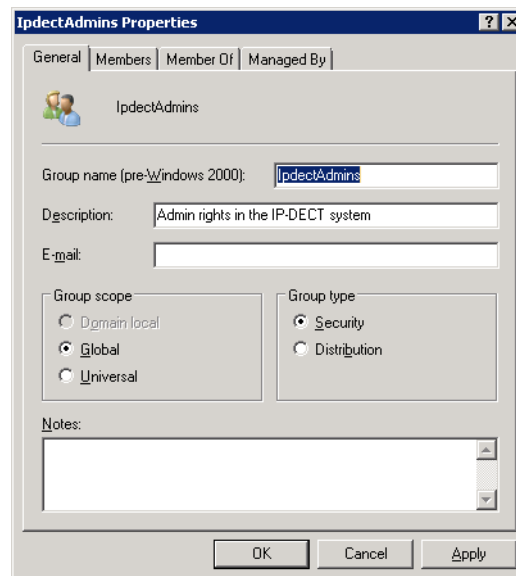 IpdectAdmins Properties
General Members Member Of Managed By
IpdectAdmins
Group name (pre-Windows 2000): IpdectAdmins
Description: Admin rights in the IP-DECT system
E-mail:
Group scope
Domain local
Global
Universal
Group type
Security
Distribution
Notes:
OK Cancel Apply